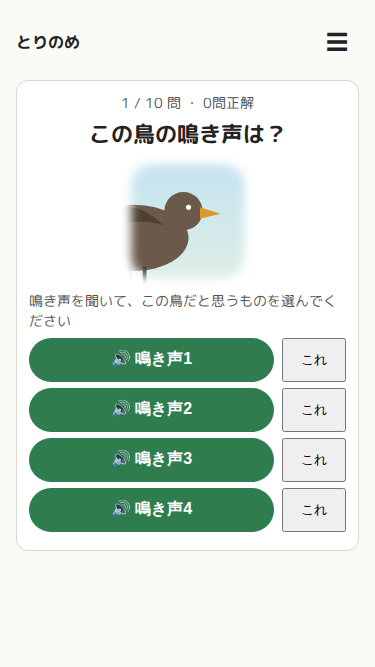 とりのめ
1 / 10 問 · 0問正解
この鳥の鳴き声は？
鳴き声を聞いて、この鳥だと思うものを選んでく
ださい
🔊 鳴き声1
これ
🔊 鳴き声2
これ
🔊 鳴き声3
これ
🔊 鳴き声4
これ